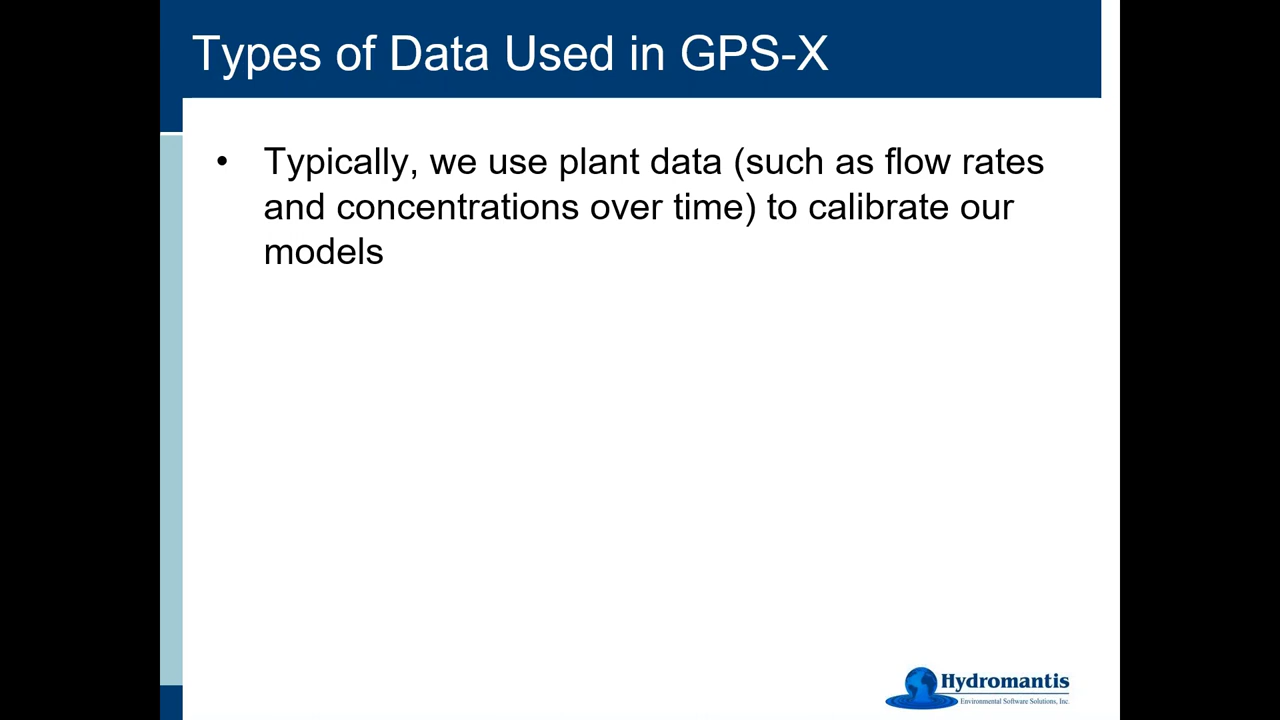 Types of Data Used in GPS-X
• Typically, we use plant data (such as flow rates
and concentrations over time) to calibrate our
models
Hydromantis
Environmental Software Solutions, Inc.